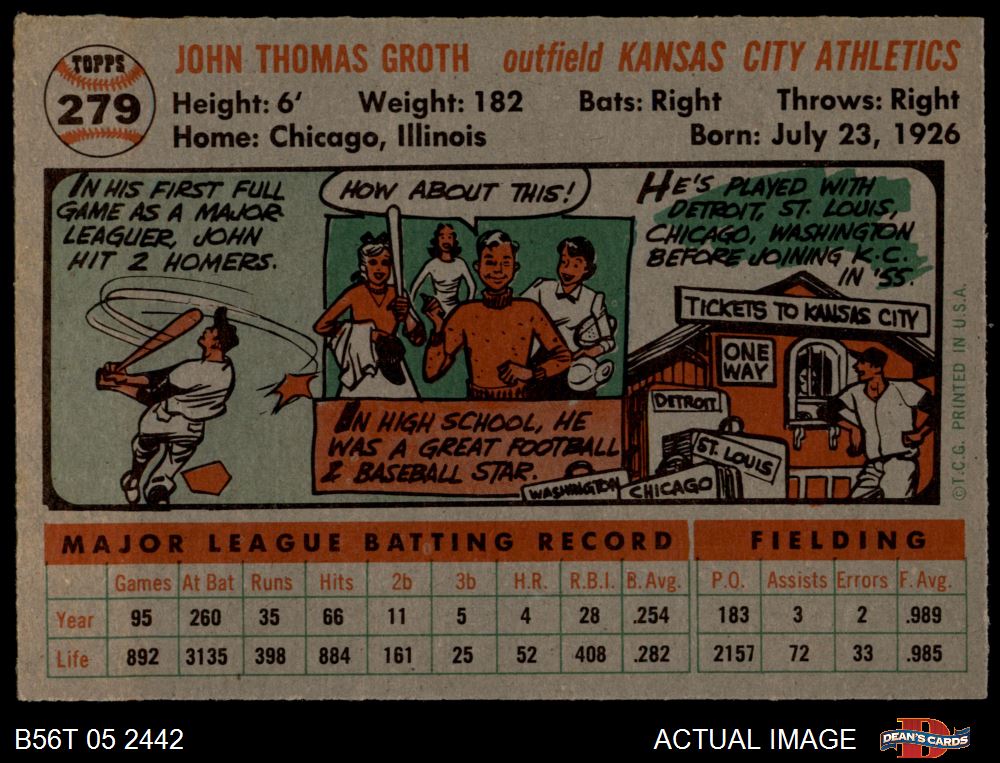 TOPPS
279
JOHN THOMAS GROTH outfield KANSAS CITY ATHLETICS
Height: 6' Weight: 182 Bats: Right Throws: Right
Home: Chicago, Illinois Born: July 23, 1926
IN HIS FIRST FULL
GAME AS A MAJOR
LEAGUER, JOHN
HIT 2 HOMERS.
HOW ABOUT THIS!
IN HIGH SCHOOL, HE
WAS A GREAT FOOTBALL
& BASEBALL STAR.
HE'S PLAYED WITH
DETROIT, ST. LOUIS,
CHICAGO, WASHINGTON
BEFORE JOINING K.C.
IN '55.
TICKETS TO KANSAS CITY
ONE
WAY
DETROIT
ST. LOUIS
WASHINGTON
CHICAGO
©T.C.G. PRINTED IN U.S.A.
MAJOR LEAGUE BATTING RECORD FIELDING
Games At Bat Runs Hits 2b 3b H.R. R.B.I. B. Avg. P.O. Assists Errors F. Avg.
Year 95 260 35 66 11 5 4 28 .254 183 3 2 .989
Life 892 3135 398 884 161 25 52 408 .282 2157 72 33 .985
B56T 05 2442 ACTUAL IMAGE
D
DEAN'S CARDS